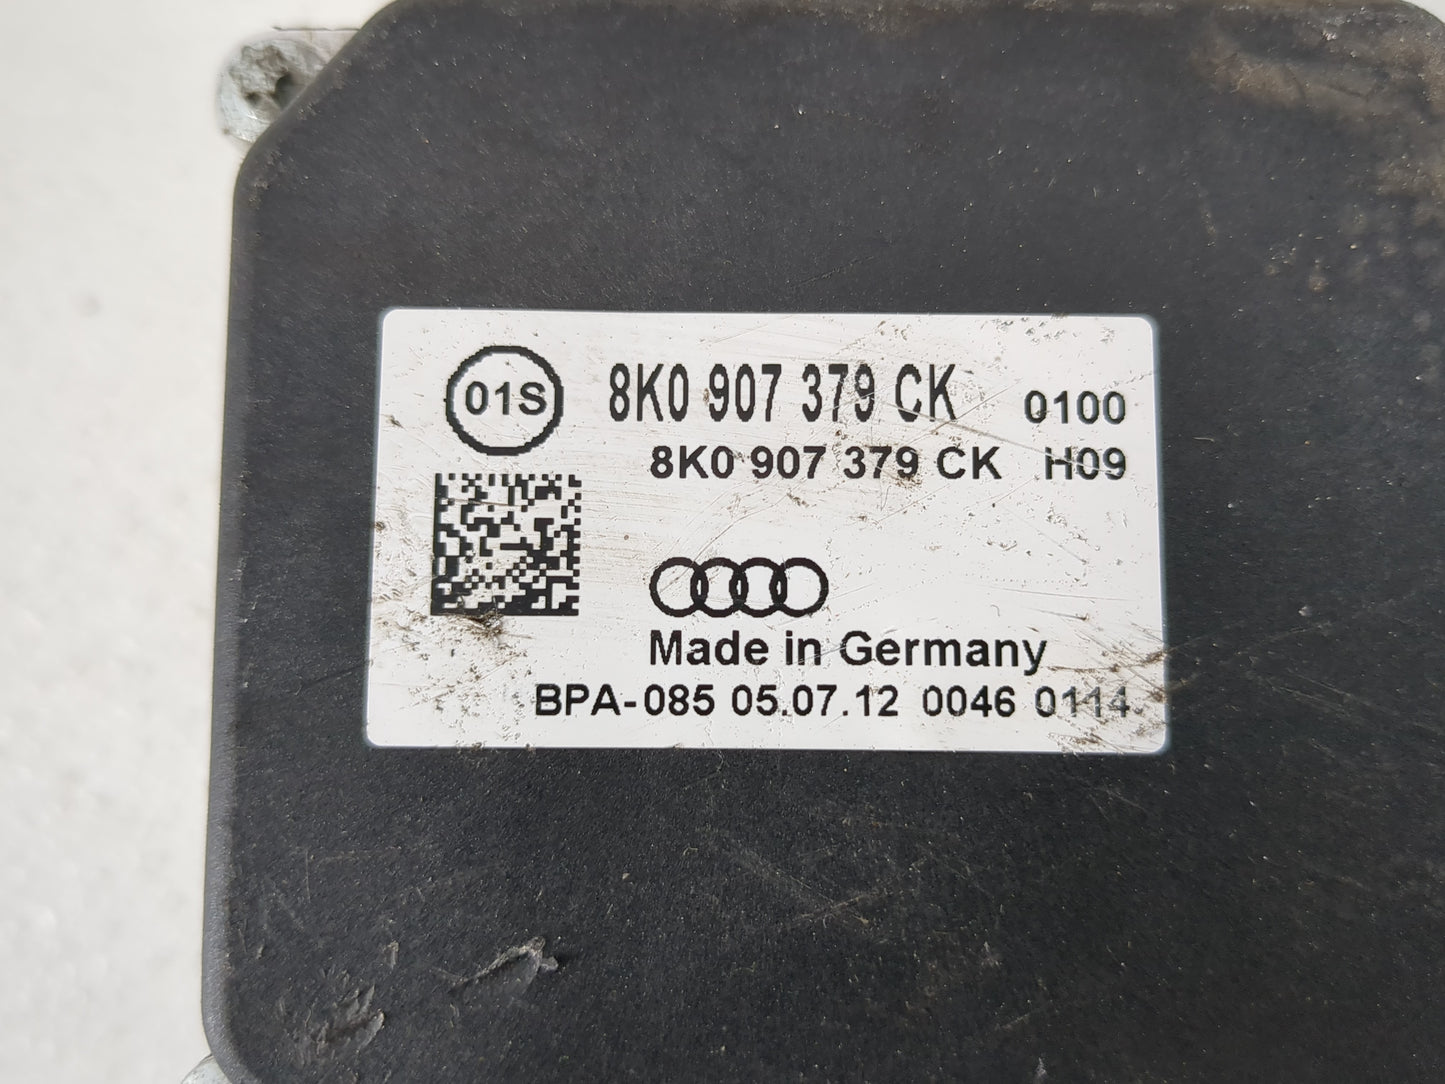 01S
8K0 907 379 CK 0100
8K0 907 379 CK H09
Made in Germany
BPA-085 05.07.12 0046 0114